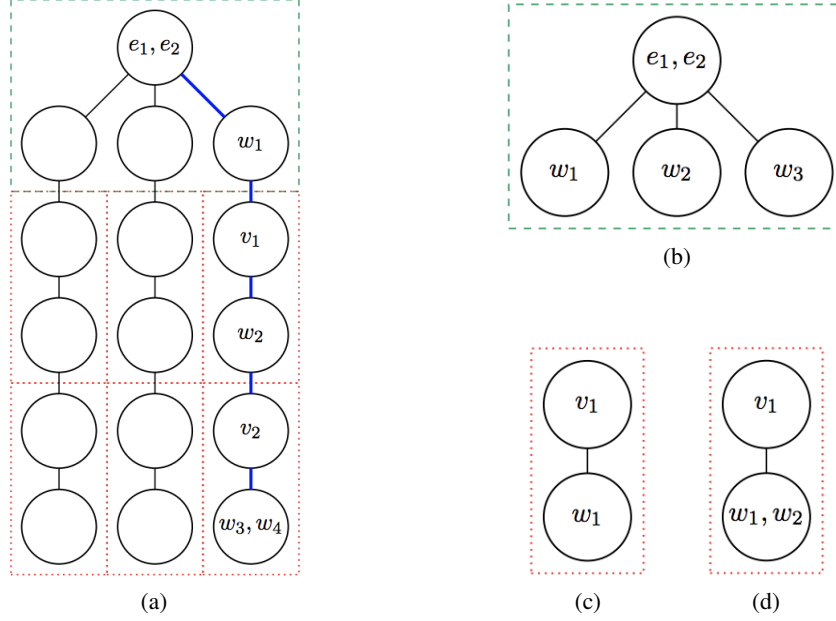 e₁, e₂
w₁
v₁
w₂
v₂
w₃, w₄
(a)
e₁, e₂
w₁ w₂ w₃
(b)
v₁
w₁
(c)
v₁
w₁, w₂
(d)